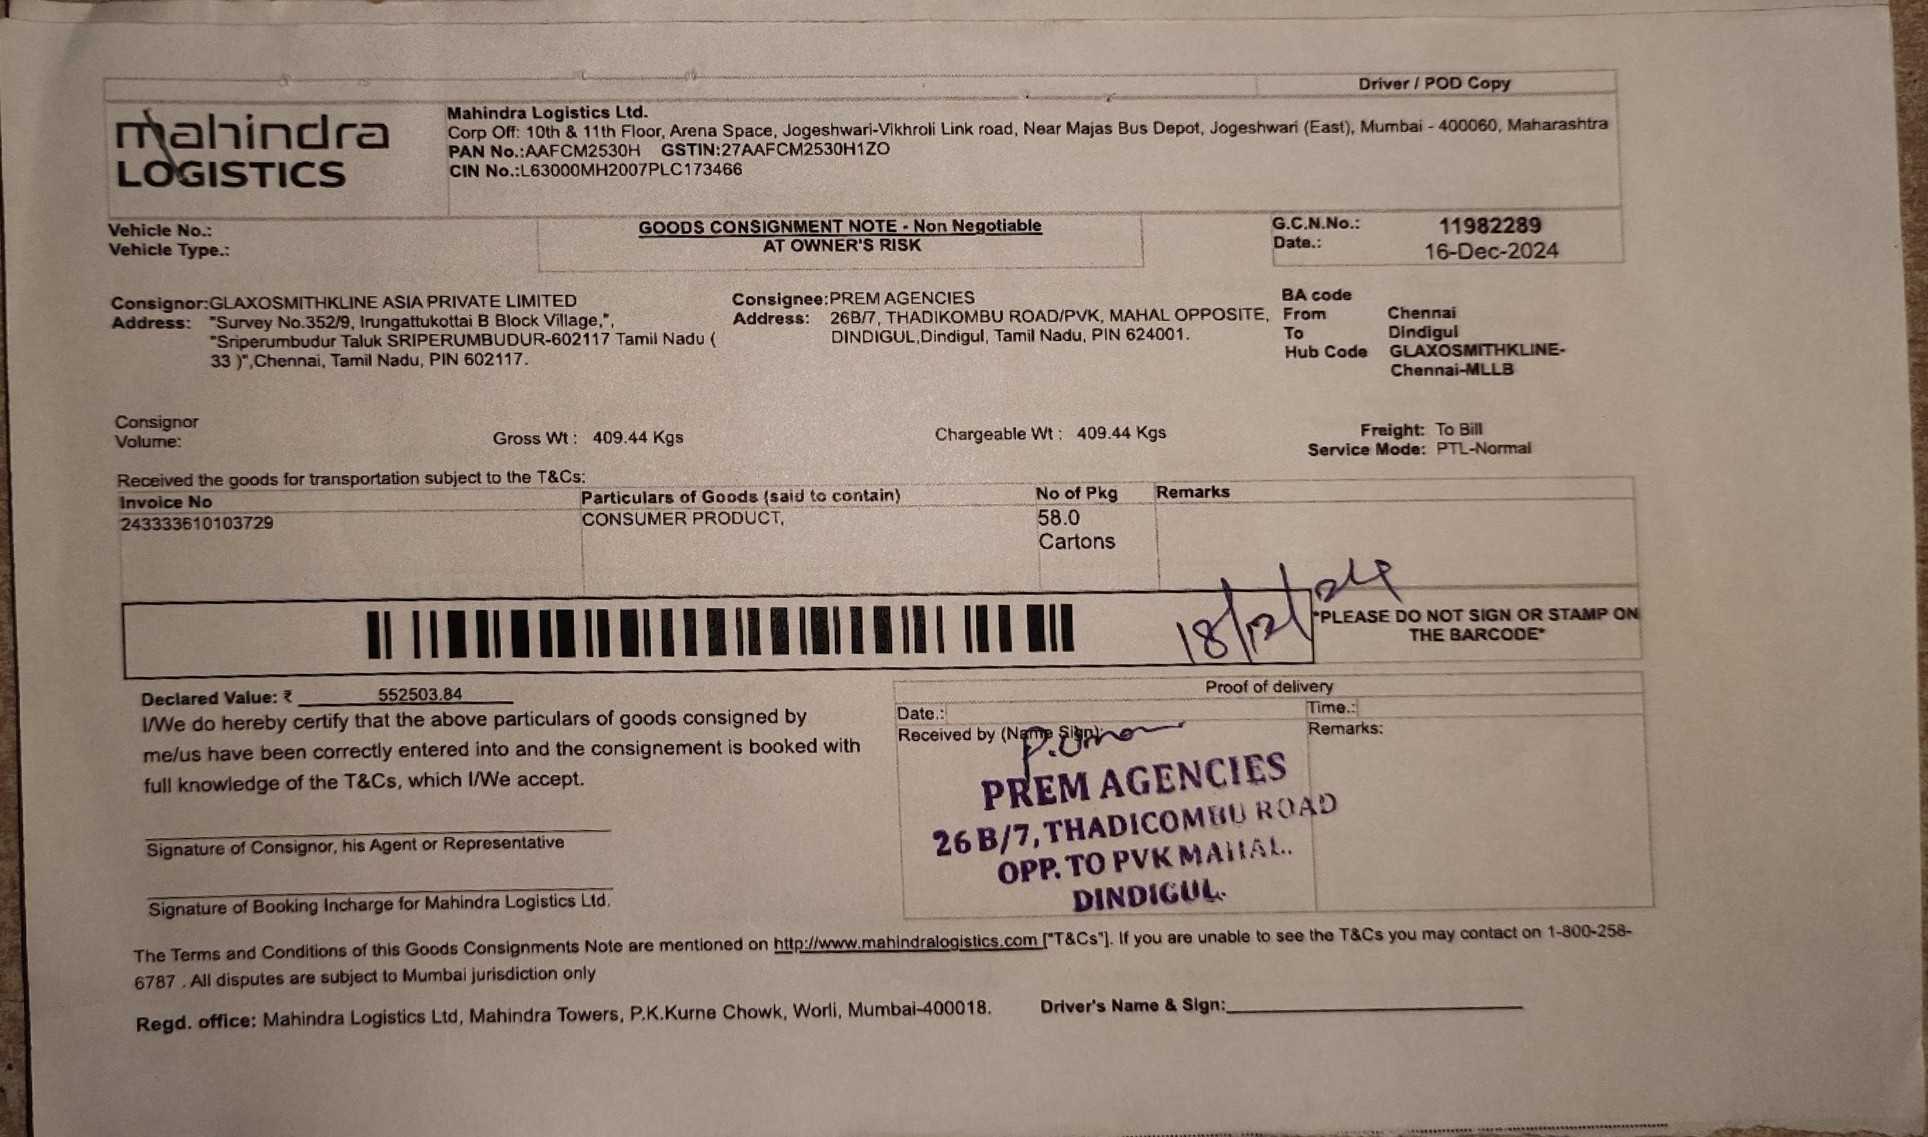 Driver / POD Copy
mahindra
LOGISTICS
Mahindra Logistics Ltd.
Corp Off: 10th & 11th Floor, Arena Space, Jogeshwari-Vikhroli Link road, Near Majas Bus Depot, Jogeshwari (East), Mumbai - 400060, Maharashtra
PAN No.:AAFCM2530H GSTIN:27AAFCM2530H1ZO
CIN No.:L63000MH2007PLC173466
Vehicle No.:
Vehicle Type.:
GOODS CONSIGNMENT NOTE - Non Negotiable
AT OWNER'S RISK
G.C.N.No.: 11982289
Date.: 16-Dec-2024
Consignor:GLAXOSMITHKLINE ASIA PRIVATE LIMITED
Address: "Survey No.352/9, Irungattukottai B Block Village,",
"Sriperumbudur Taluk SRIPERUMBUDUR-602117 Tamil Nadu (
33 )",Chennai, Tamil Nadu, PIN 602117.
Consignee:PREM AGENCIES
Address: 26B/7, THADIKOMBU ROAD/PVK, MAHAL OPPOSITE,
DINDIGUL,Dindigul, Tamil Nadu, PIN 624001.
BA code
From Chennai
To Dindigul
Hub Code GLAXOSMITHKLINE-
Chennai-MLLB
Consignor
Volume:
Gross Wt : 409.44 Kgs
Chargeable Wt : 409.44 Kgs
Freight: To Bill
Service Mode: PTL-Normal
Received the goods for transportation subject to the T&Cs:
Invoice No Particulars of Goods (said to contain) No of Pkg Remarks
243333610103729 CONSUMER PRODUCT, 58.0
Cartons
18/12/24
*PLEASE DO NOT SIGN OR STAMP ON
THE BARCODE*
Declared Value: ₹ 552503.84
I/We do hereby certify that the above particulars of goods consigned by
me/us have been correctly entered into and the consignement is booked with
full knowledge of the T&Cs, which I/We accept.
Signature of Consignor, his Agent or Representative
Signature of Booking Incharge for Mahindra Logistics Ltd.
Proof of delivery
Date.: Time.:
Received by (Name Sign): Remarks:
PREM AGENCIES
26 B/7, THADICOMBU ROAD
OPP. TO PVK MAHAL.
DINDIGUL.
The Terms and Conditions of this Goods Consignments Note are mentioned on http://www.mahindralogistics.com ["T&Cs"]. If you are unable to see the T&Cs you may contact on 1-800-258-
6787 . All disputes are subject to Mumbai jurisdiction only
Regd. office: Mahindra Logistics Ltd, Mahindra Towers, P.K.Kurne Chowk, Worli, Mumbai-400018.
Driver's Name & Sign: